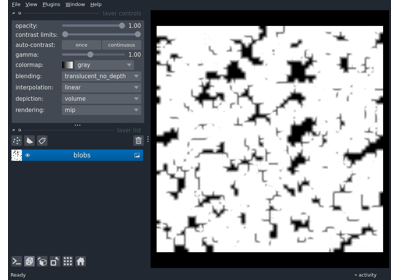 File View Plugins Window Help
layer controls
opacity: 1.00
contrast limits:
auto-contrast: once continuous
gamma: 1.00
colormap: gray
blending: translucent_no_depth
interpolation: linear
depiction: volume
rendering: mip
layer list
blobs
Ready activity